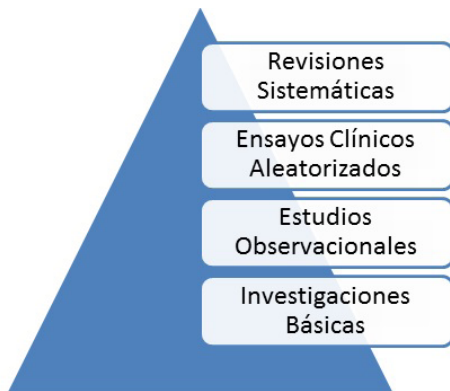 Revisiones
Sistemáticas
Ensayos Clínicos
Aleatorizados
Estudios
Observacionales
Investigaciones
Básicas